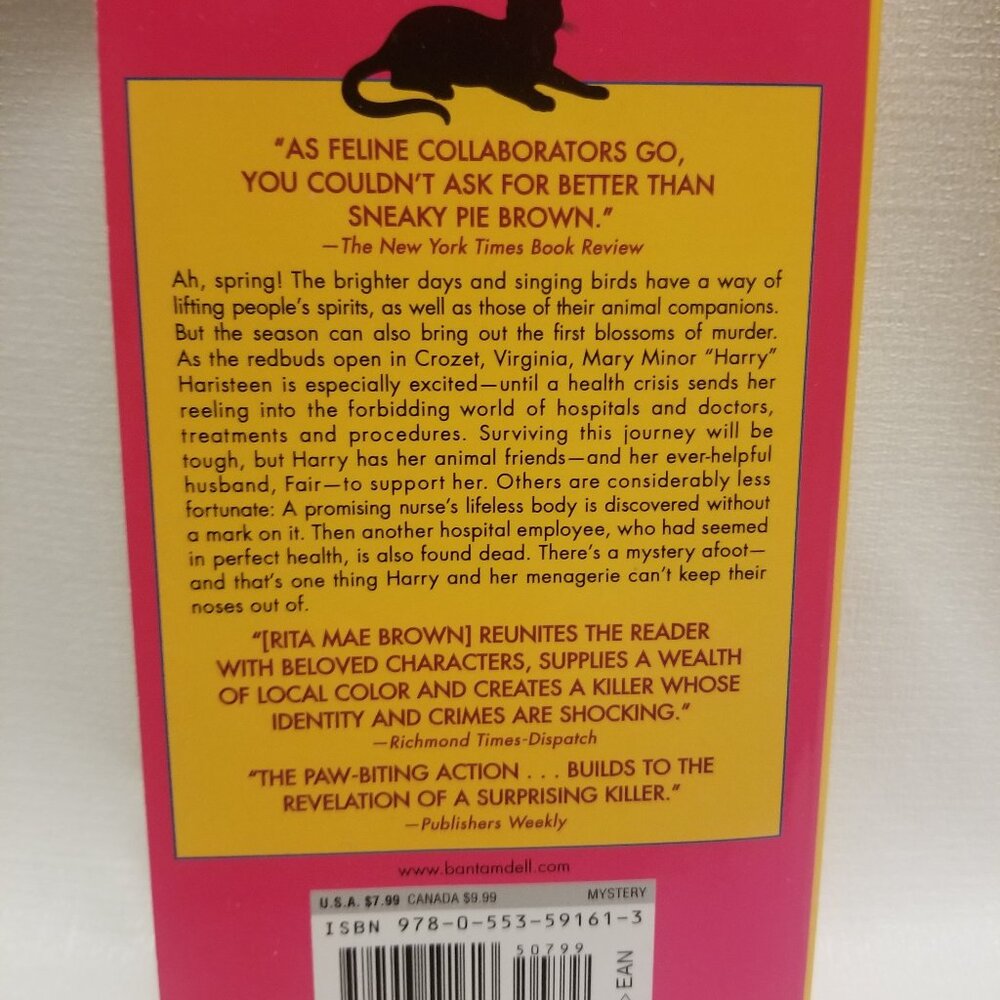 "AS FELINE COLLABORATORS GO,
YOU COULDN'T ASK FOR BETTER THAN
SNEAKY PIE BROWN."
—The New York Times Book Review
Ah, spring! The brighter days and singing birds have a way of
lifting people's spirits, as well as those of their animal companions.
But the season can also bring out the first blossoms of murder.
As the redbuds open in Crozet, Virginia, Mary Minor "Harry"
Haristeen is especially excited—until a health crisis sends her
reeling into the forbidding world of hospitals and doctors,
treatments and procedures. Surviving this journey will be
tough, but Harry has her animal friends—and her ever-helpful
husband, Fair—to support her. Others are considerably less
fortunate: A promising nurse's lifeless body is discovered without
a mark on it. Then another hospital employee, who had seemed
in perfect health, is also found dead. There's a mystery afoot—
and that's one thing Harry and her menagerie can't keep their
noses out of.
"[RITA MAE BROWN] REUNITES THE READER
WITH BELOVED CHARACTERS, SUPPLIES A WEALTH
OF LOCAL COLOR AND CREATES A KILLER WHOSE
IDENTITY AND CRIMES ARE SHOCKING."
—Richmond Times-Dispatch
"THE PAW-BITING ACTION . . . BUILDS TO THE
REVELATION OF A SURPRISING KILLER."
—Publishers Weekly
www.bantamdell.com
U.S.A. $7.99 CANADA $9.99 MYSTERY
ISBN 978-0-553-59161-3
50799
>EAN